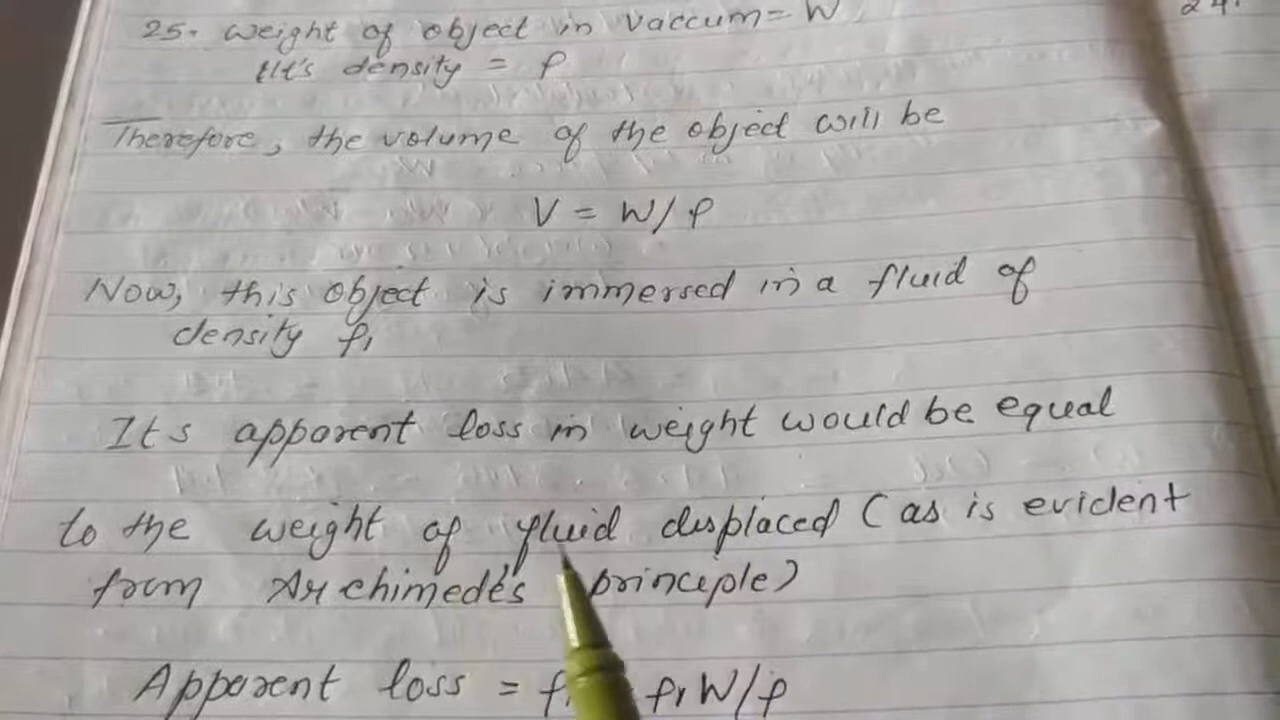 24.
25. Weight of object in Vaccum = W
It's density = ρ
Therefore, the volume of the object will be
V = W/ρ
Now, this object is immersed in a fluid of
density ρ₁
It's apparent loss in weight would be equal
to the weight of fluid displaced (as is evident
from Archimede's principle)
Apparent loss = ρ₁ ρ₁W/ρ